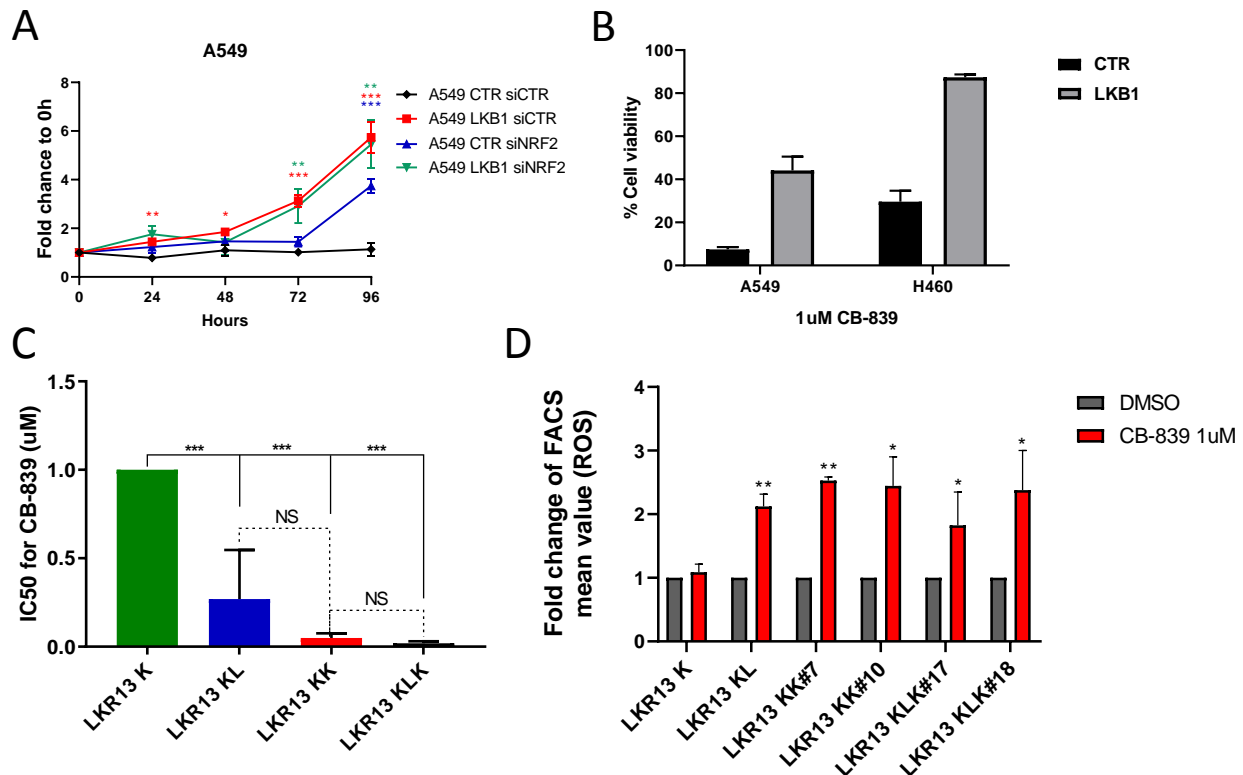 A
A549
Fold chance to 0h
8
6
4
2
0
**
***
***
**
***
*
**
0
24
48
72
96
Hours
A549 CTR siCTR
A549 LKB1 siCTR
A549 CTR siNRF2
A549 LKB1 siNRF2
B
% Cell viability
100
80
60
40
20
0
A549
H460
1uM CB-839
CTR
LKB1
C
IC50 for CB-839 (uM)
1.5
1.0
0.5
0.0
***
***
***
NS
NS
LKR13 K
LKR13 KL
LKR13 KK
LKR13 KLK
D
Fold change of FACS
mean value (ROS)
4
3
2
1
0
**
**
*
*
*
LKR13 K
LKR13 KL
LKR13 KK#7
LKR13 KK#10
LKR13 KLK#17
LKR13 KLK#18
DMSO
CB-839 1uM